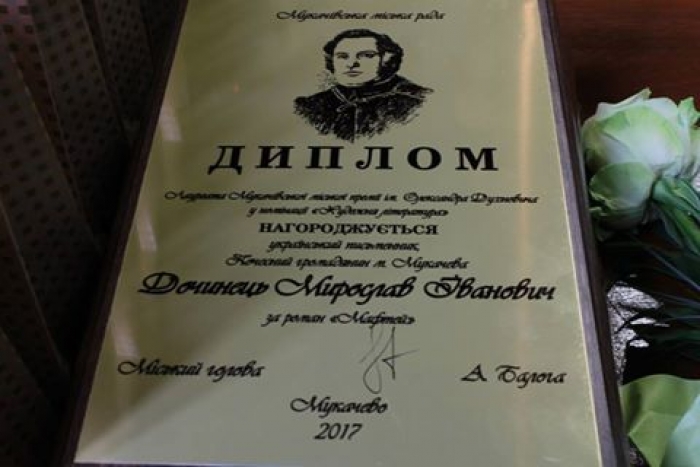 Мукачівська міська рада
ДИПЛОМ
Лауреата Мукачівської міської премії ім. Олександра Духновича
у номінації «Художня література»
НАГОРОДЖУЄТЬСЯ
український письменник,
Почесний громадянин м. Мукачева
Дочинець Мирослав Іванович
за роман «Мафтей»
Міський голова А. Балога
Мукачево
2017